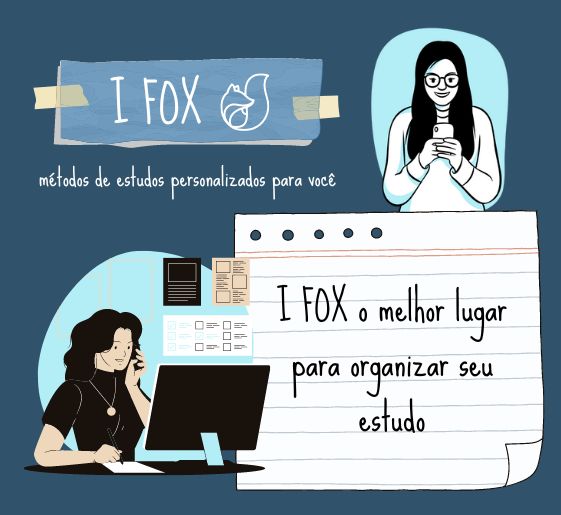 I FOX
métodos de estudos personalizados para você
I FOX o melhor lugar
para organizar seu
estudo